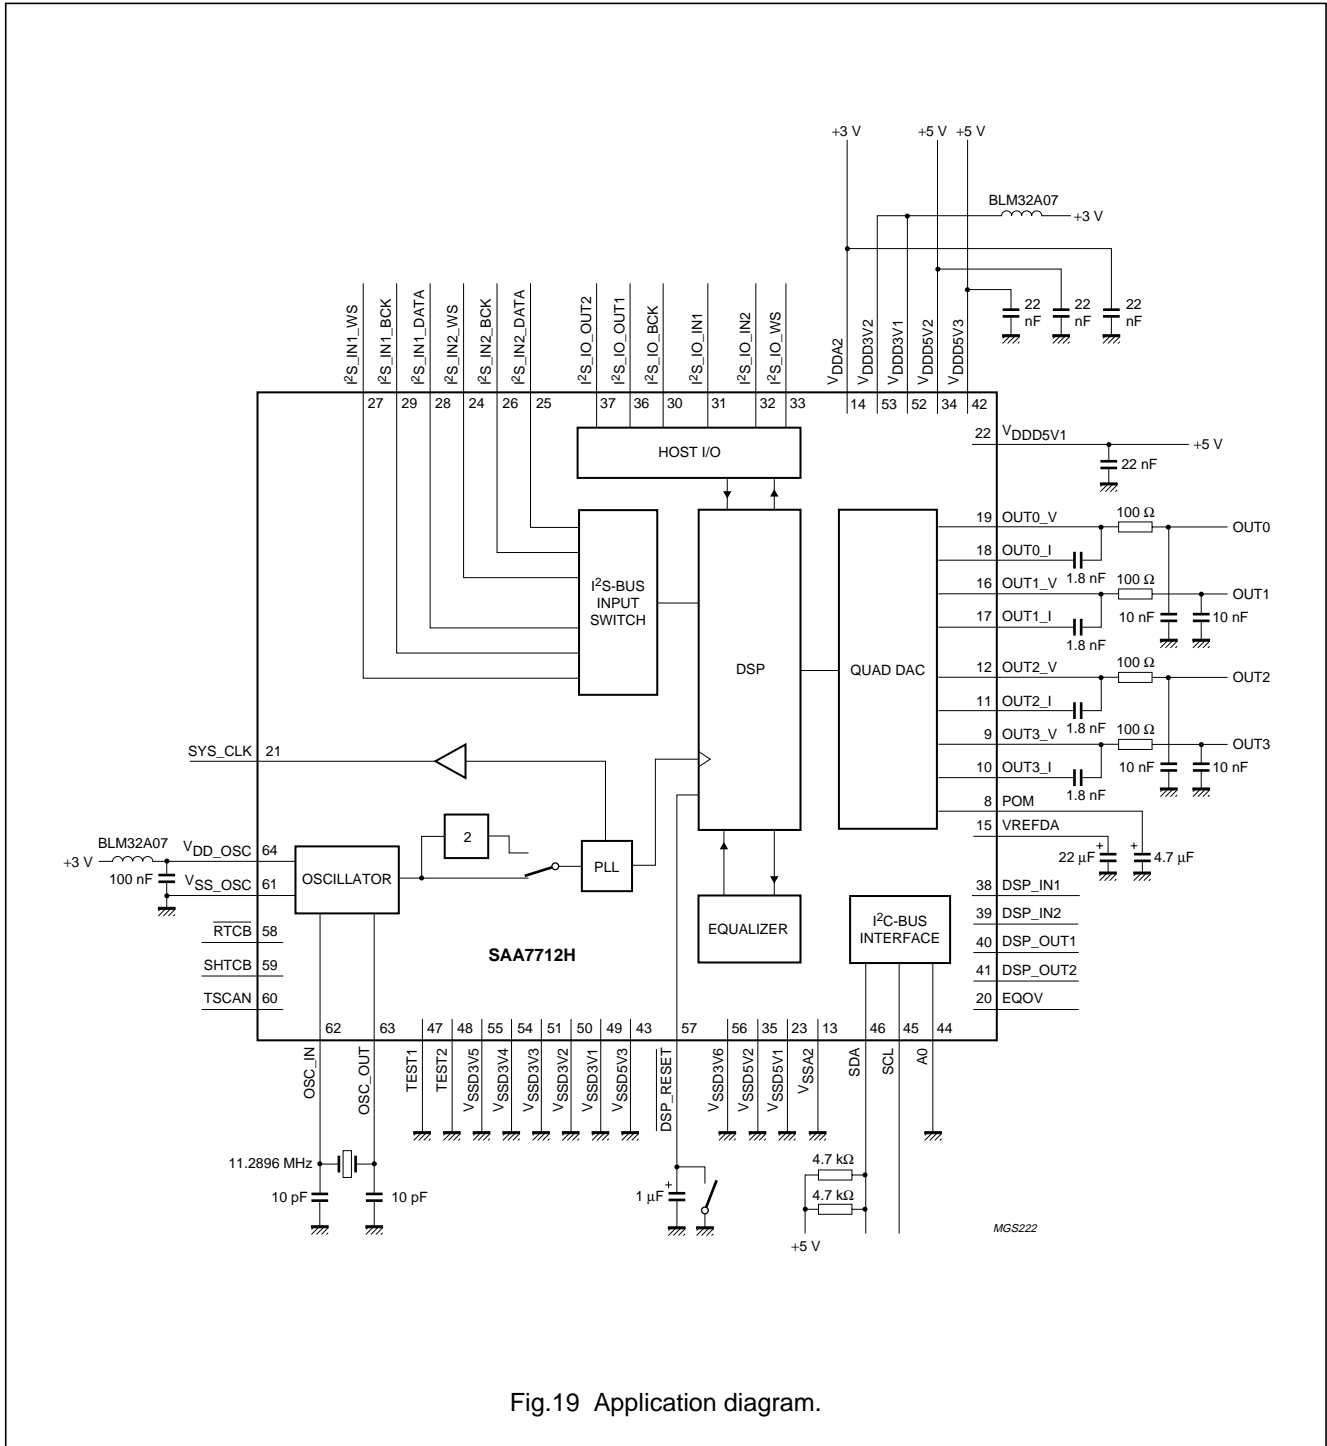 +3 V
+5 V
+5 V
BLM32A07
+3 V
22 nF
22 nF
22 nF
I2S_IN1_WS
I2S_IN1_BCK
I2S_IN1_DATA
I2S_IN2_WS
I2S_IN2_BCK
I2S_IN2_DATA
I2S_IO_OUT2
I2S_IO_OUT1
I2S_IO_BCK
I2S_IO_IN1
I2S_IO_IN2
I2S_IO_WS
VDDA2
VDDD3V2
VDDD3V1
VDDD5V2
VDDD5V3
27 29 28 24 26 25 37 36 30 31 32 33 14 53 52 34 42
HOST I/O
22 VDDD5V1
+5 V
22 nF
I2S-BUS
INPUT
SWITCH
DSP
QUAD DAC
19 OUT0_V
100 Ω
OUT0
18 OUT0_I
1.8 nF
16 OUT1_V
100 Ω
OUT1
17 OUT1_I
1.8 nF
10 nF
10 nF
12 OUT2_V
100 Ω
OUT2
11 OUT2_I
1.8 nF
9 OUT3_V
100 Ω
OUT3
10 OUT3_I
1.8 nF
10 nF
10 nF
8 POM
15 VREFDA
22 μF
+
+
4.7 μF
38 DSP_IN1
39 DSP_IN2
40 DSP_OUT1
41 DSP_OUT2
20 EQOV
SYS_CLK 21
BLM32A07
+3 V
VDD_OSC 64
100 nF
VSS_OSC 61
OSCILLATOR
2
PLL
EQUALIZER
I2C-BUS
INTERFACE
RTCB 58
SHTCB 59
TSCAN 60
SAA7712H
62 63 47 48 55 54 51 50 49 43 57 56 35 23 13 46 45 44
OSC_IN
OSC_OUT
TEST1
TEST2
VSSD3V5
VSSD3V4
VSSD3V3
VSSD3V2
VSSD3V1
VSSD5V3
DSP_RESET
VSSD3V6
VSSD5V2
VSSD5V1
VSSA2
SDA
SCL
A0
11.2896 MHz
10 pF
10 pF
1 μF
+
4.7 kΩ
4.7 kΩ
+5 V
MGS222
Fig.19 Application diagram.